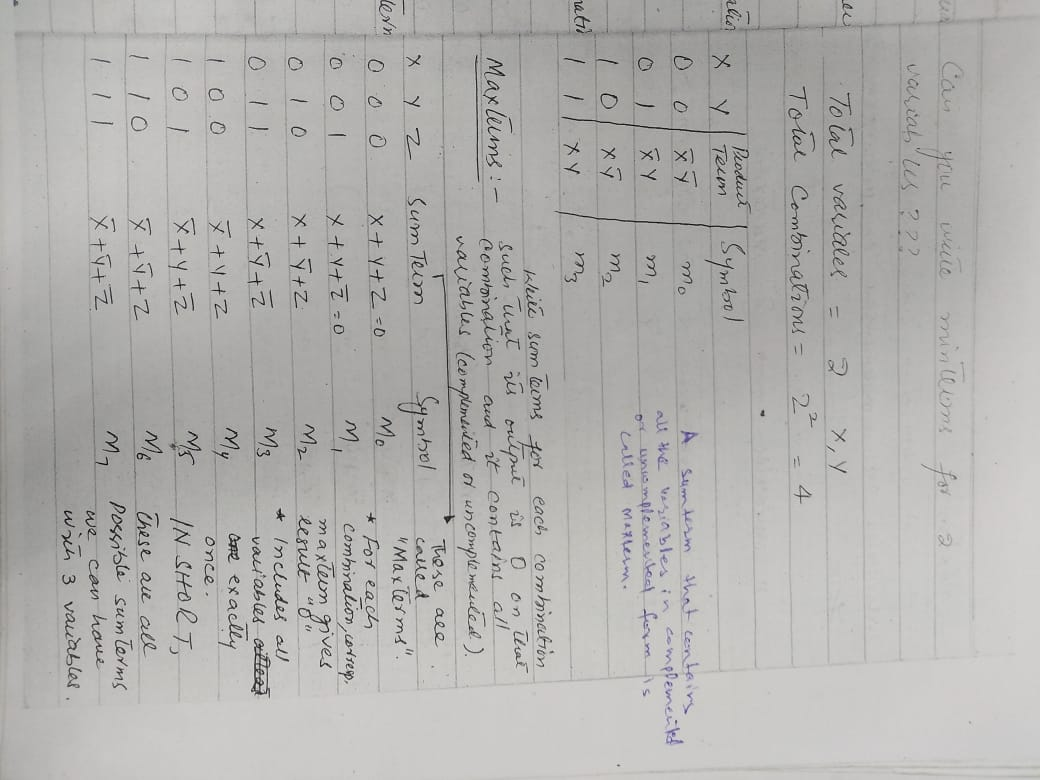 Can you write minterms for 2
variables ???
Total variables = 2 X, Y
Total Combinations = 2² = 4
X Y Product Term Symbol
0 0 X̅Y̅ m₀
0 1 X̅Y m₁
1 0 XY̅ m₂
1 1 XY m₃
A sumterm that contains
all the variables in complemented
or uncomplemented form is
called maxterm.
Maxterms:- Write sum terms for each combination
such that its output is 0 on that
combination and it contains all
variables (complemented or uncomplemented).
X Y Z Sum Term Symbol
0 0 0 X+Y+Z=0 M₀
0 0 1 X+Y+Z̅=0 M₁
0 1 0 X+Y̅+Z M₂
0 1 1 X+Y̅+Z̅ M₃
1 0 0 X̅+Y+Z M₄
1 0 1 X̅+Y+Z̅ M₅
1 1 0 X̅+Y̅+Z M₆
1 1 1 X̅+Y̅+Z̅ M₇
These are
called
"Maxterms".
* For each
combination, corresp.
maxterm gives
result "0"
* Includes all
variables
exactly
once.
IN SHORT,
these are all
possible sumterms
we can have
with 3 variables.